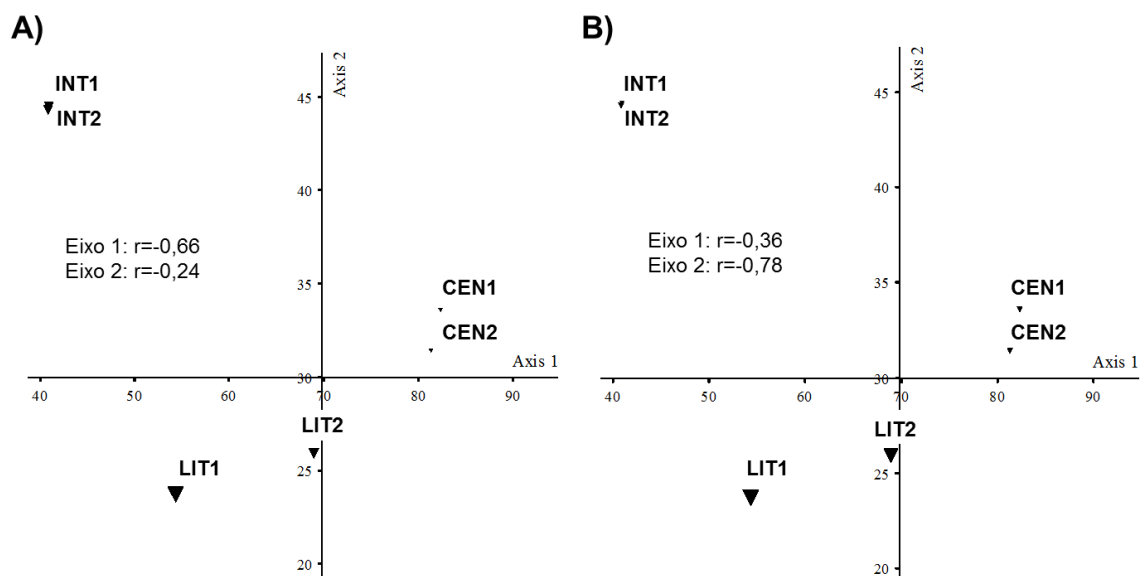 A)
Axis 2
INT1
45
INT2
40
Eixo 1: r=-0,66
Eixo 2: r=-0,24
35
CEN1
CEN2
Axis 1
30
40
50
60
70
80
90
LIT2
LIT1
25
20
B)
Axis 2
INT1
45
INT2
40
Eixo 1: r=-0,36
Eixo 2: r=-0,78
35
CEN1
CEN2
Axis 1
30
40
50
60
70
80
90
LIT2
LIT1
25
20